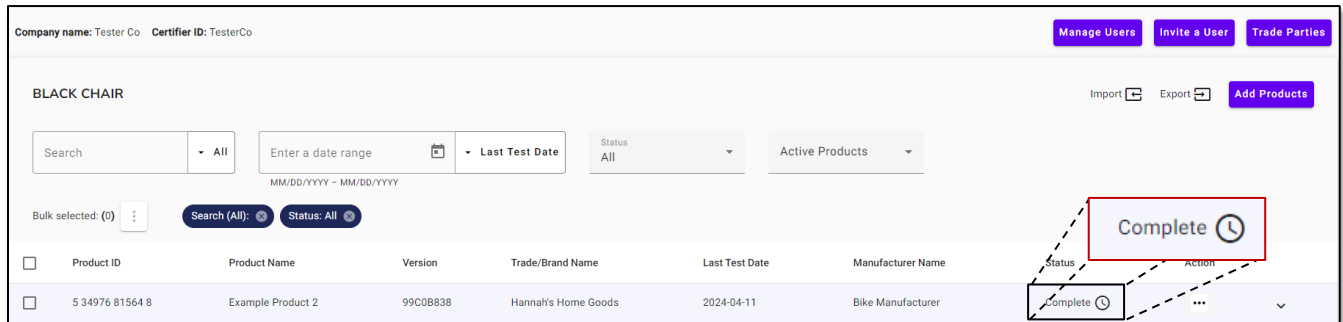 Company name: Tester Co Certifier ID: TesterCo
Manage Users Invite a User Trade Parties
BLACK CHAIR
Import Export Add Products
Search All Enter a date range Last Test Date Status All Active Products
MM/DD/YYYY – MM/DD/YYYY
Bulk selected: (0) Search (All): Status: All
Complete
Product ID Product Name Version Trade/Brand Name Last Test Date Manufacturer Name Status Action
5 34976 81564 8 Example Product 2 99C0B838 Hannah's Home Goods 2024-04-11 Bike Manufacturer Complete